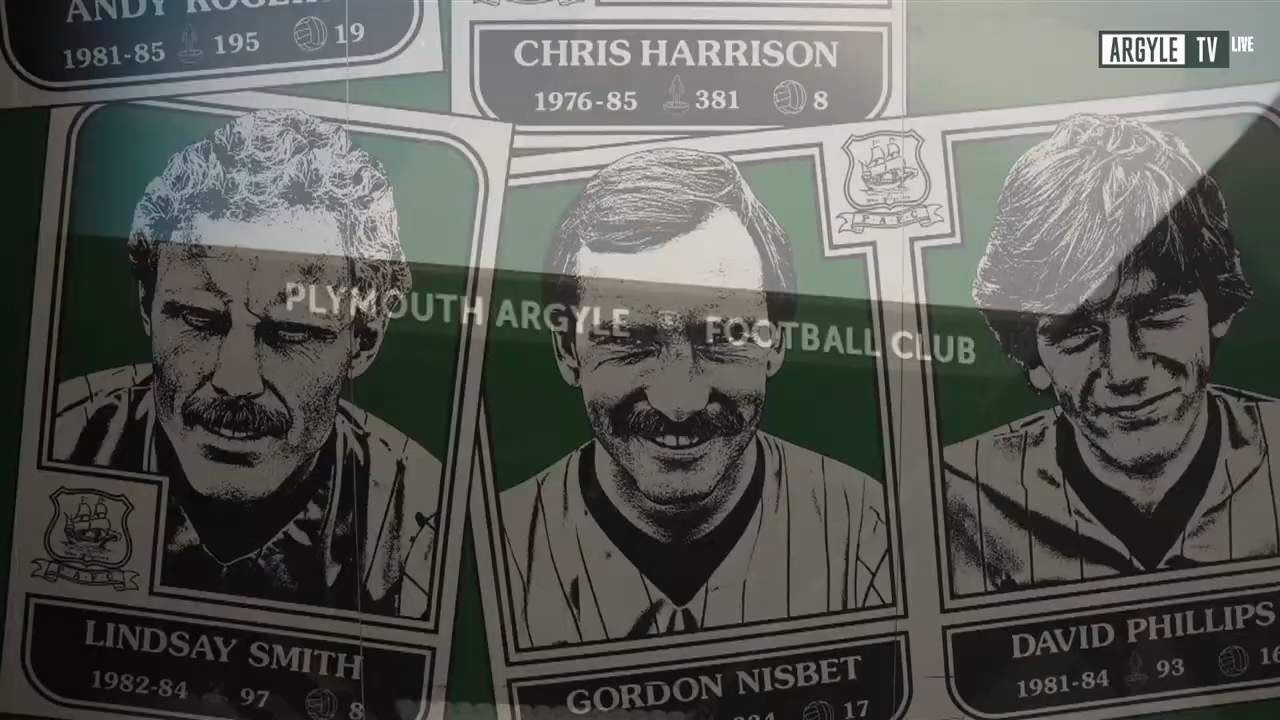 ANDY
1981-85 195 19
CHRIS HARRISON
1976-85 381 8
ARGYLE TV LIVE
P.A.F.C
PLYMOUTH ARGYLE FOOTBALL CLUB
P.A.F.C
LINDSAY SMITH
1982-84 97 8
GORDON NISBET
17
DAVID PHILLIPS
1981-84 93 16